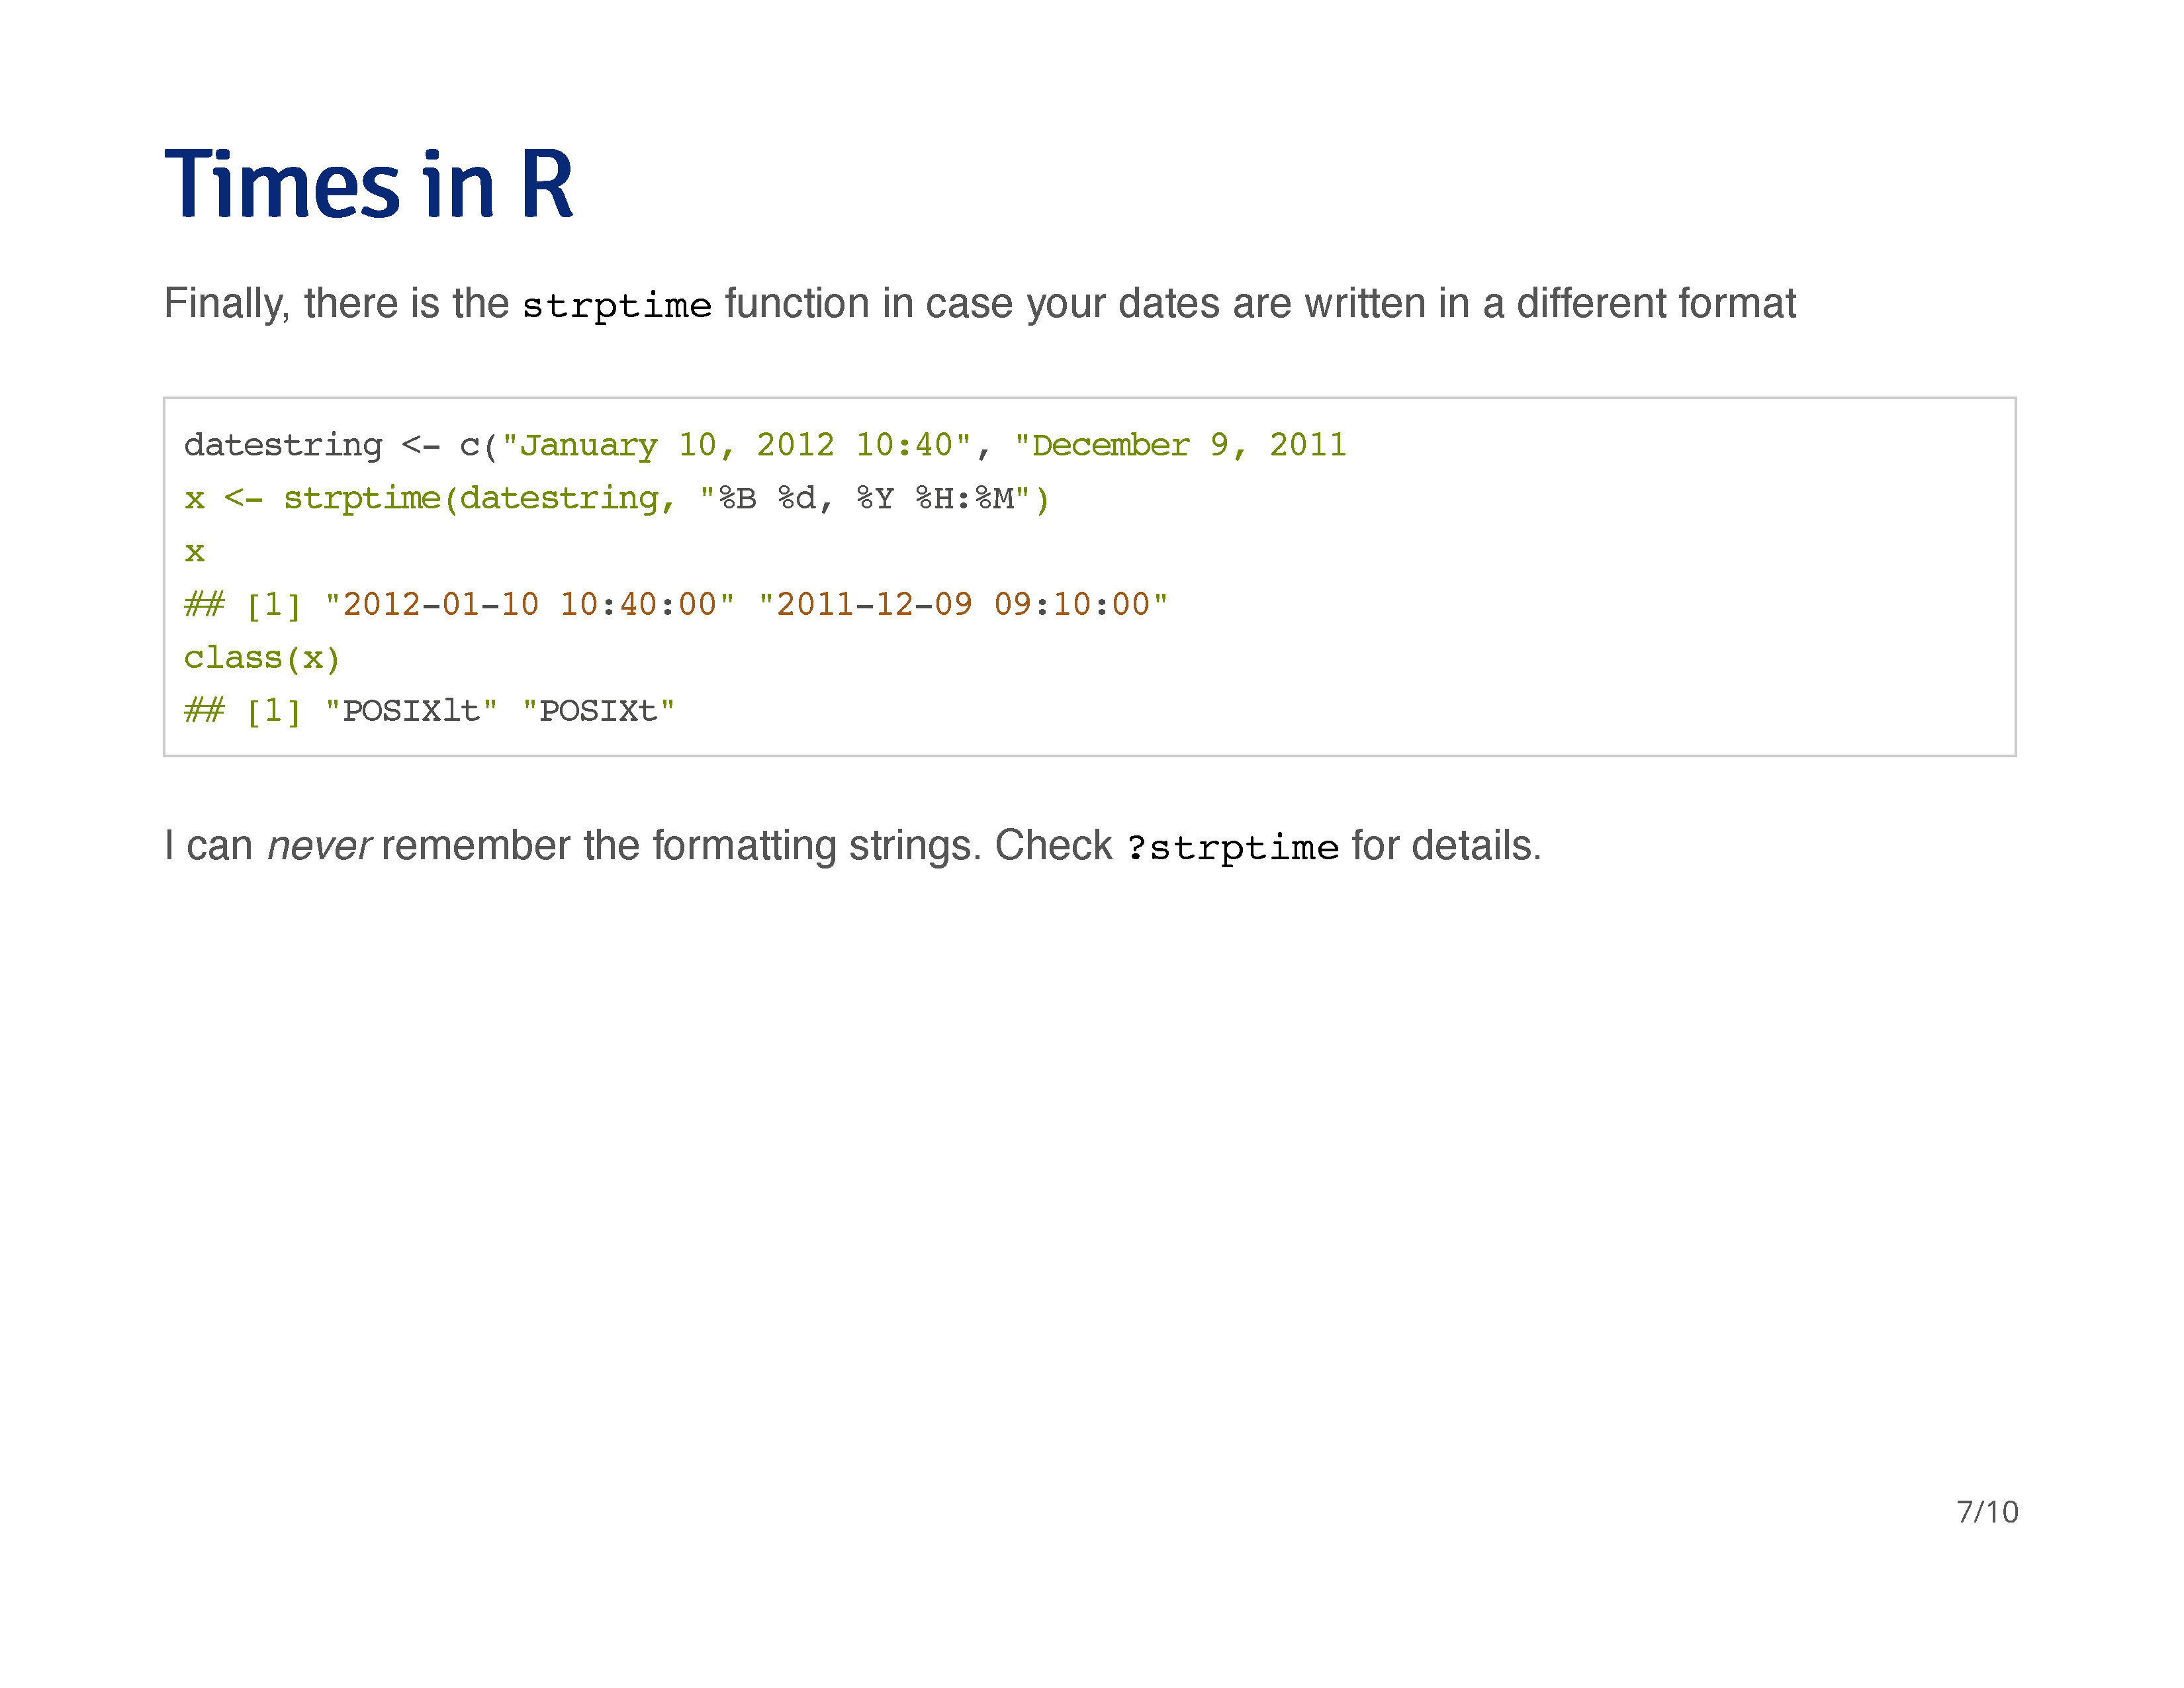 Times in R
Finally, there is the strptime function in case your dates are written in a different format
datestring <- c("January 10, 2012 10:40", "December 9, 2011
x <- strptime(datestring, "%B %d, %Y %H:%M")
x
## [1] "2012-01-10 10:40:00" "2011-12-09 09:10:00"
class(x)
## [1] "POSIXlt" "POSIXt"
I can never remember the formatting strings. Check ?strptime for details.
7/10